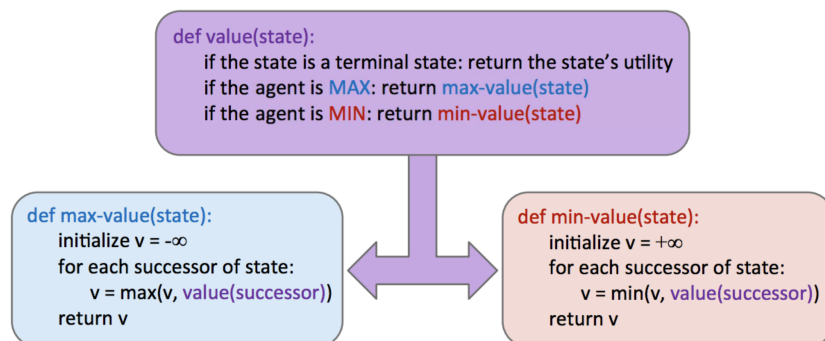 def value(state):
if the state is a terminal state: return the state’s utility
if the agent is MAX: return max-value(state)
if the agent is MIN: return min-value(state)
def max-value(state):
initialize v = -∞
for each successor of state:
v = max(v, value(successor))
return v
def min-value(state):
initialize v = +∞
for each successor of state:
v = min(v, value(successor))
return v